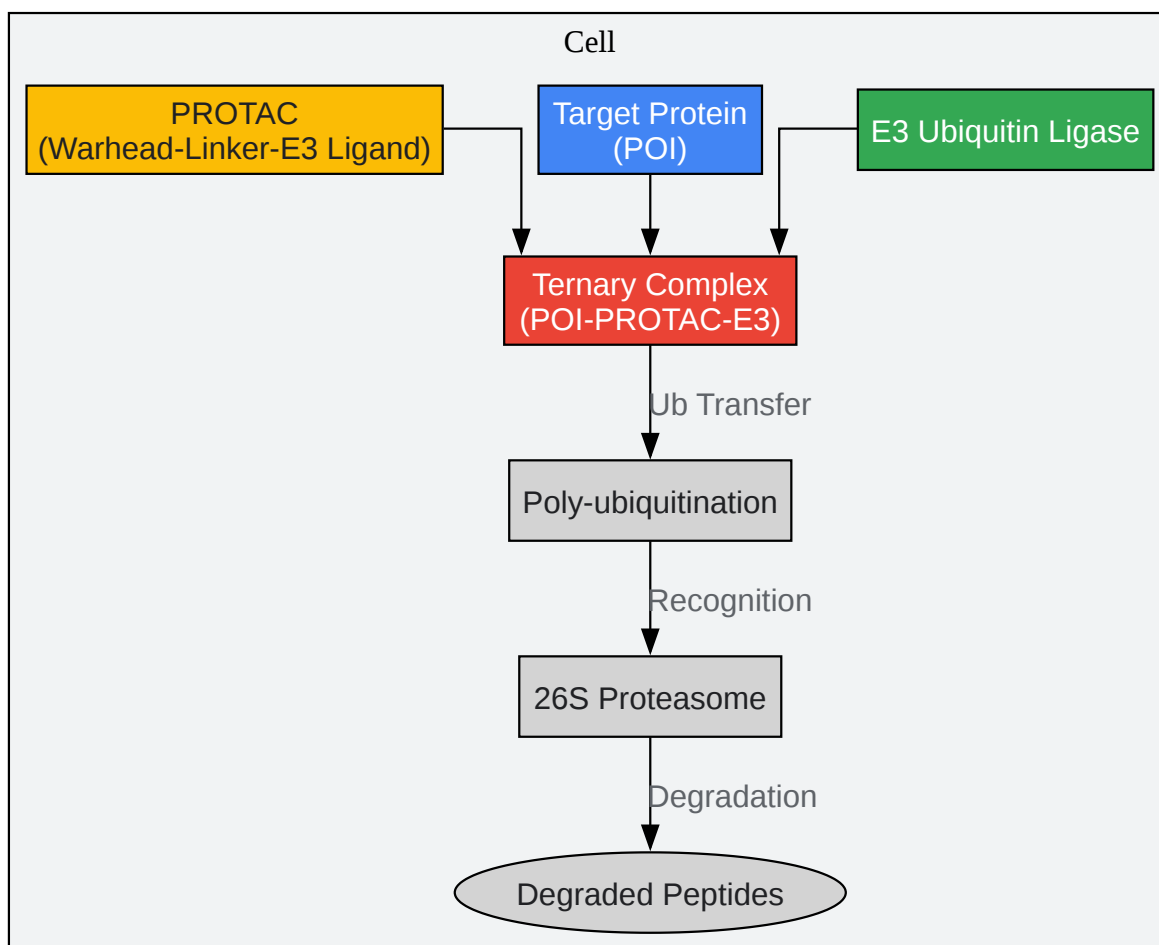 Cell
PROTAC
(Warhead-Linker-E3 Ligand)
Target Protein
(POI)
E3 Ubiquitin Ligase
Ternary Complex
(POI-PROTAC-E3)
Ub Transfer
Poly-ubiquitination
Recognition
26S Proteasome
Degradation
Degraded Peptides